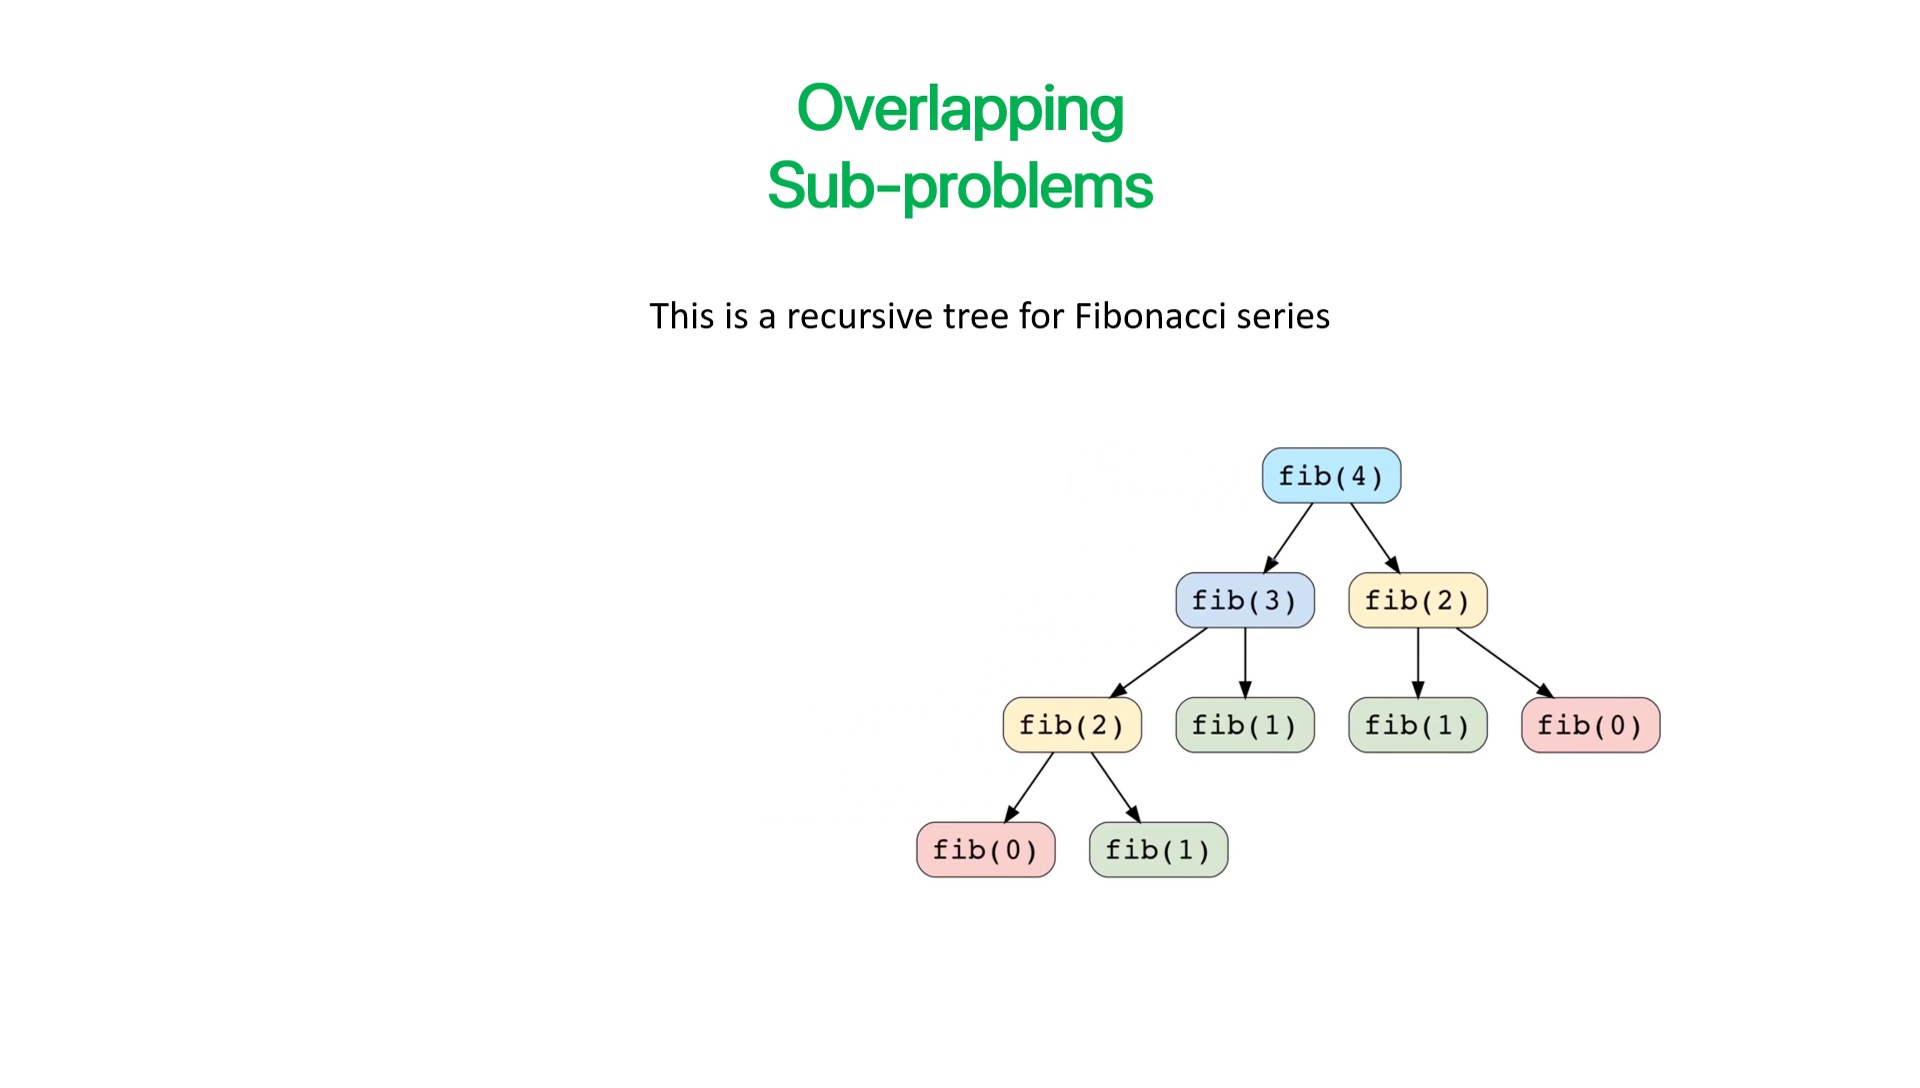 Overlapping
Sub-problems
This is a recursive tree for Fibonacci series
fib(4)
fib(3)
fib(2)
fib(2)
fib(1)
fib(1)
fib(0)
fib(0)
fib(1)